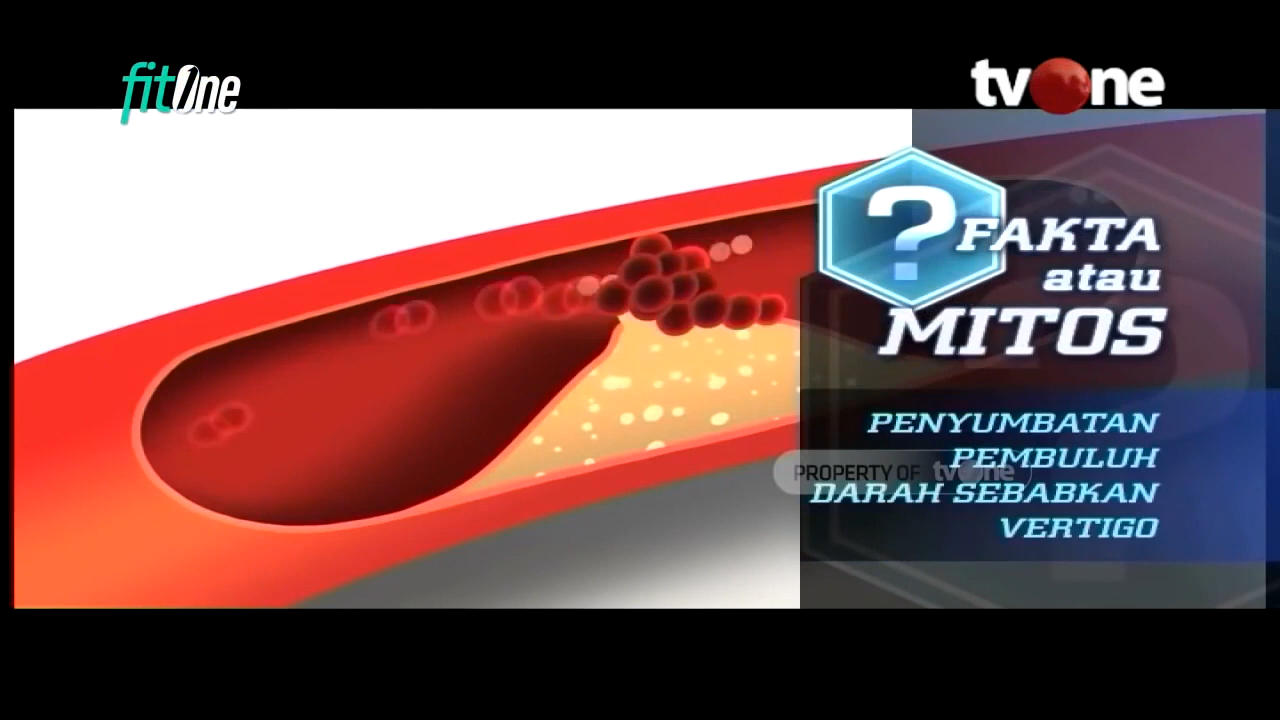 fitOne
tvOne
?
FAKTA
atau
MITOS
PENYUMBATAN
PEMBULUH
PROPERTY OF tvOne
DARAH SEBABKAN
VERTIGO